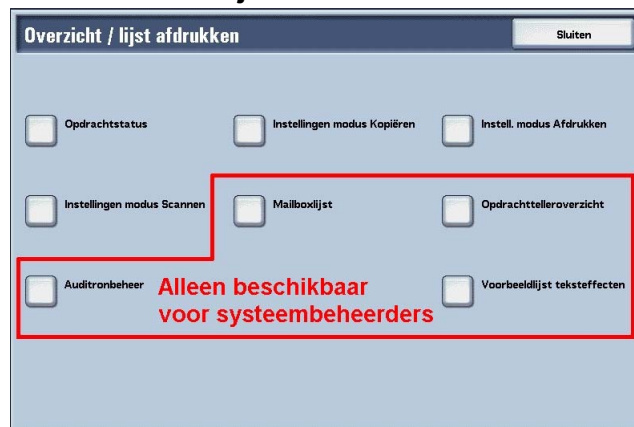 Overzicht / lijst afdrukken
Sluiten
Opdrachtstatus
Instellingen modus Kopiëren
Instell. modus Afdrukken
Instellingen modus Scannen
Mailboxlijst
Opdrachttelleroverzicht
Auditronbeheer
Alleen beschikbaar
voor systeembeheerders
Voorbeeldlijst teksteffecten